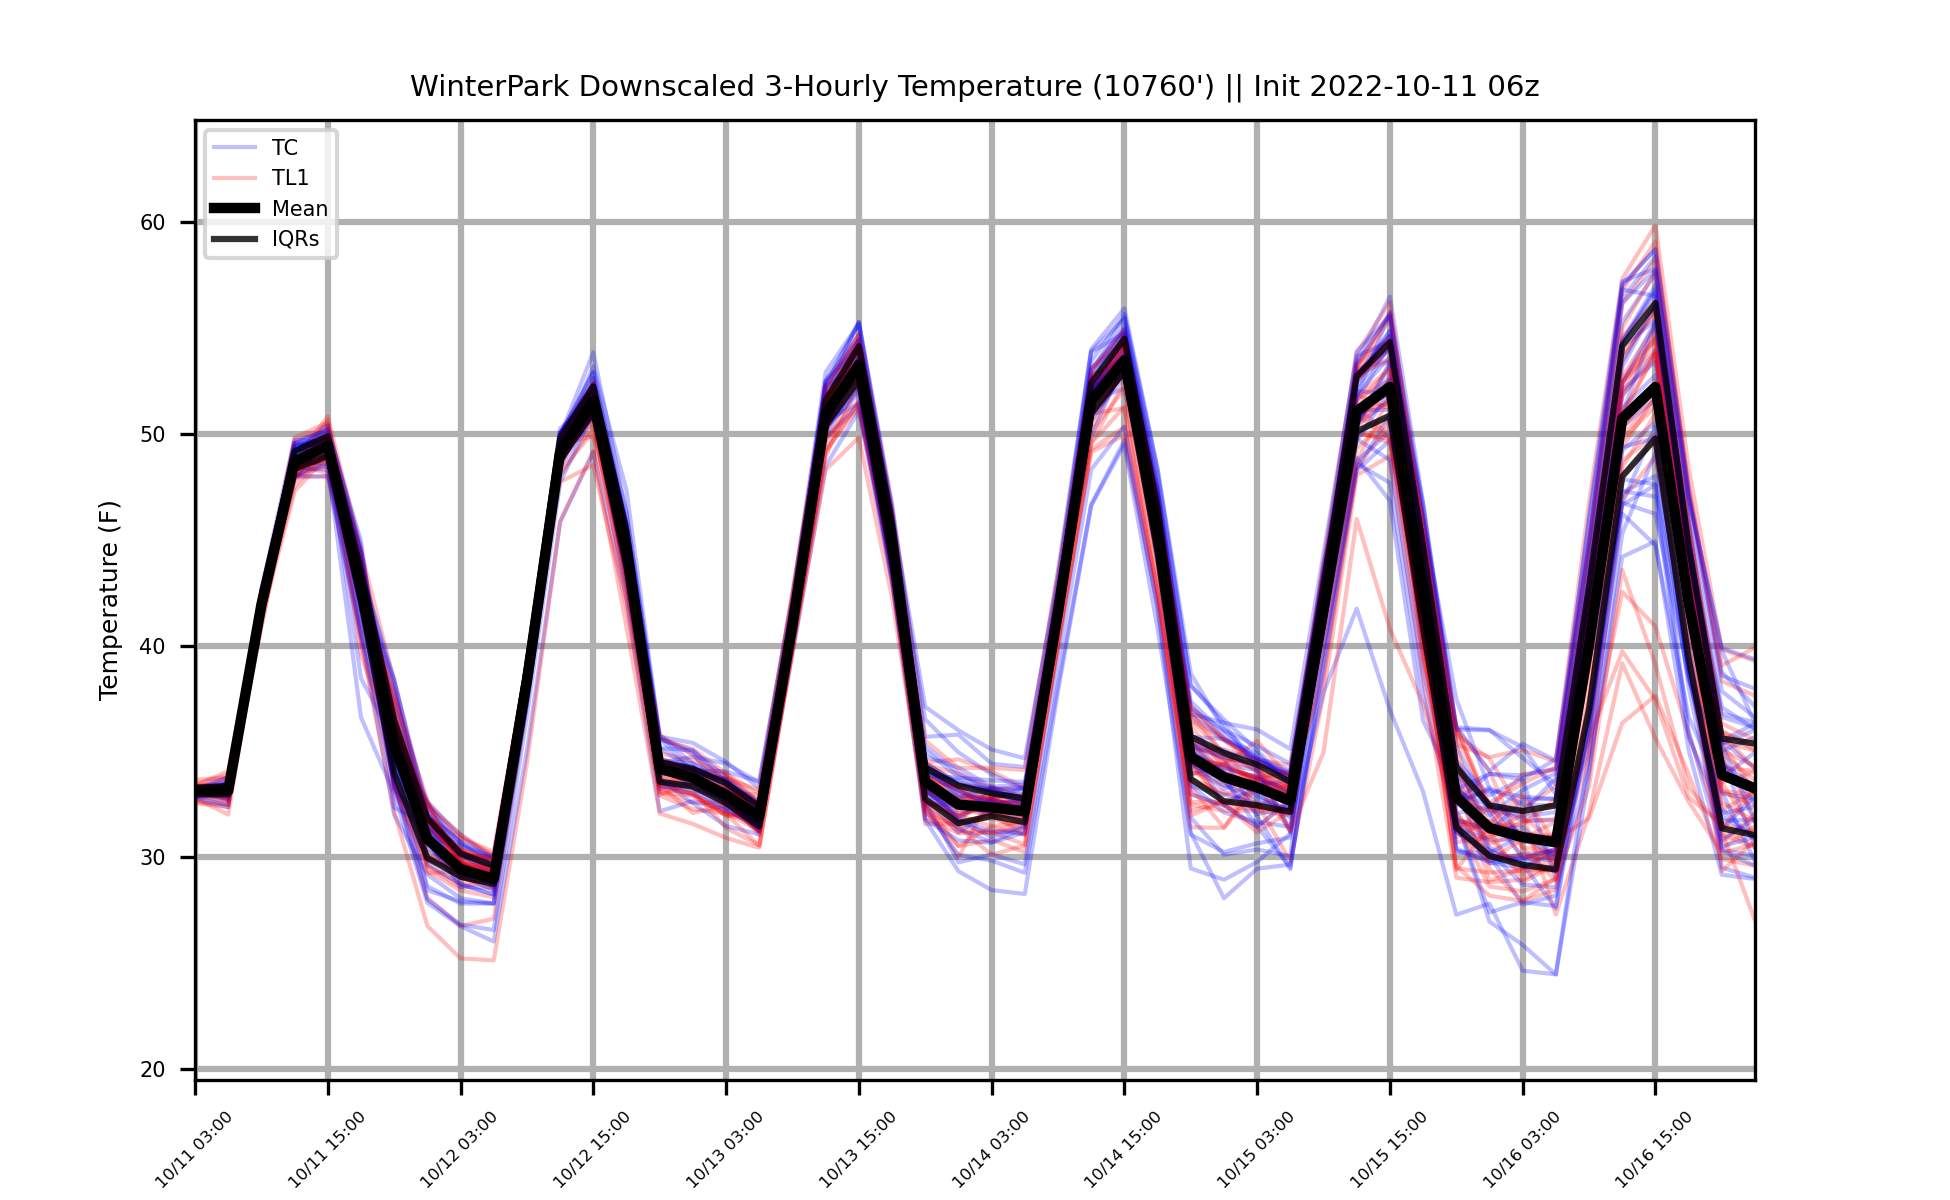 WinterPark Downscaled 3-Hourly Temperature (10760') || Init 2022-10-11 06z
TC
TL1
Mean
IQRs
Temperature (F)
60
50
40
30
20
10/11 03:00
10/11 15:00
10/12 03:00
10/12 15:00
10/13 03:00
10/13 15:00
10/14 03:00
10/14 15:00
10/15 03:00
10/15 15:00
10/16 03:00
10/16 15:00